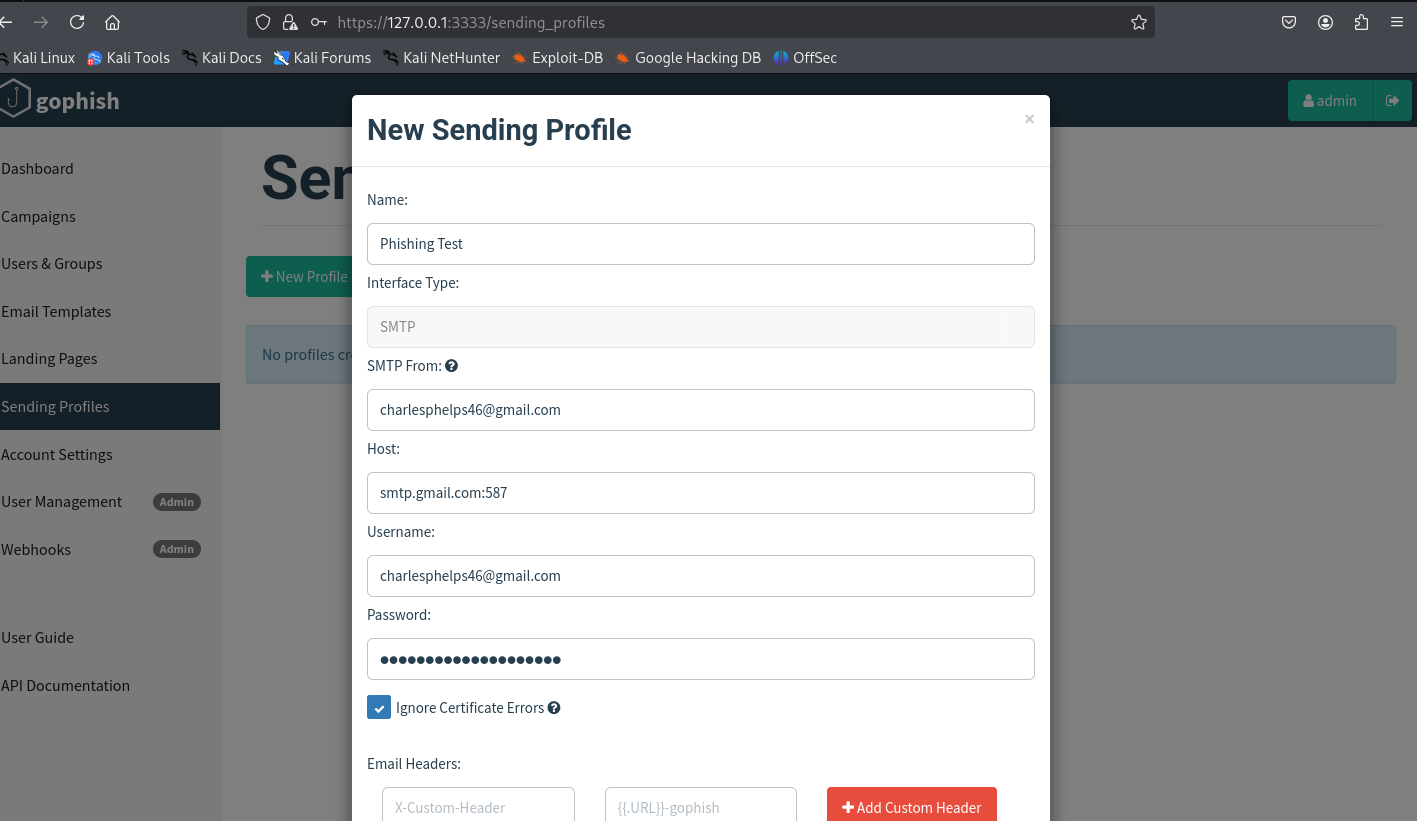 https://127.0.0.1:3333/sending_profiles
Kali Linux Kali Tools Kali Docs Kali Forums Kali NetHunter Exploit-DB Google Hacking DB OffSec
gophish
admin
New Sending Profile ×
Dashboard
Campaigns
Users & Groups
Email Templates
Landing Pages
Sending Profiles
Account Settings
User Management Admin
Webhooks Admin
User Guide
API Documentation
Sen
New Profile
No profiles cr
Name:
Phishing Test
Interface Type:
SMTP
SMTP From:
charlesphelps46@gmail.com
Host:
smtp.gmail.com:587
Username:
charlesphelps46@gmail.com
Password:
••••••••••••••••••••
Ignore Certificate Errors
Email Headers:
X-Custom-Header {{.URL}}-gophish Add Custom Header